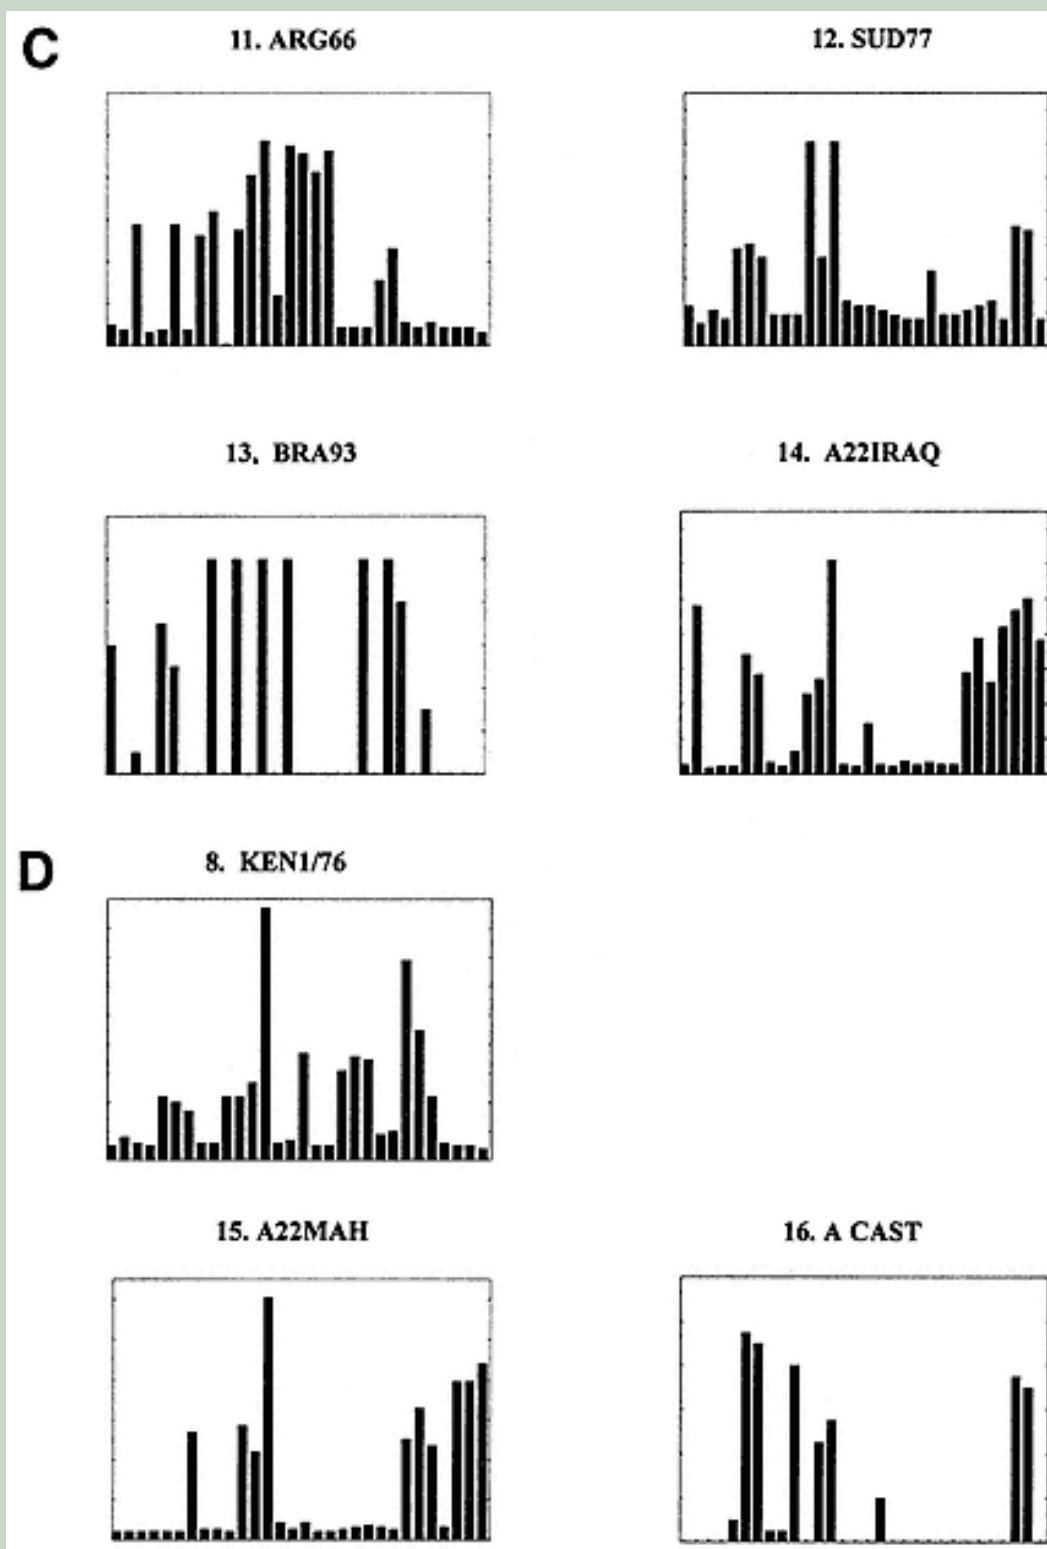 C
11. ARG66
12. SUD77
13. BRA93
14. A22IRAQ
D
8. KEN1/76
15. A22MAH
16. A CAST